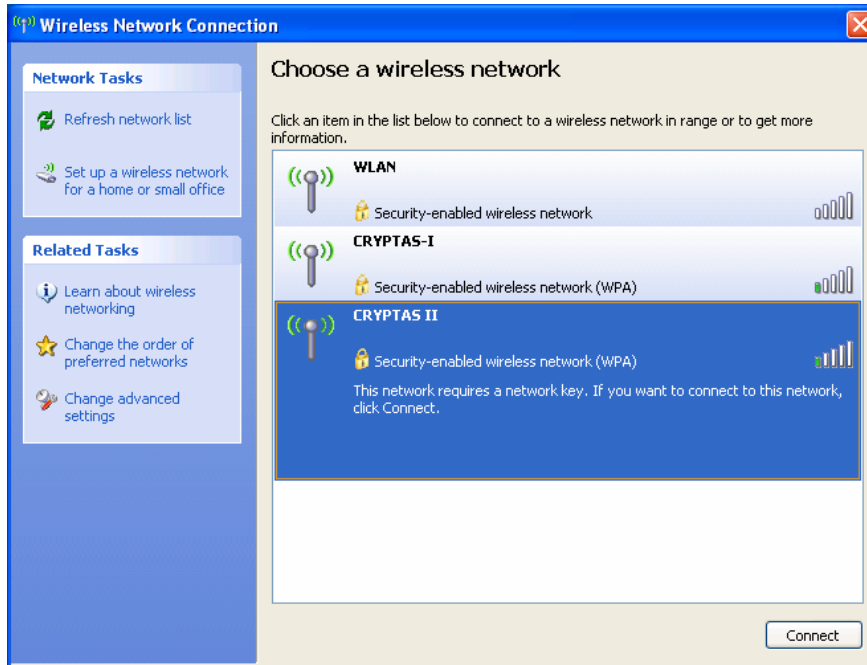 Wireless Network Connection
Network Tasks
Refresh network list
Set up a wireless network
for a home or small office
Related Tasks
Learn about wireless
networking
Change the order of
preferred networks
Change advanced
settings
Choose a wireless network
Click an item in the list below to connect to a wireless network in range or to get more
information.
WLAN
Security-enabled wireless network
CRYPTAS-I
Security-enabled wireless network (WPA)
CRYPTAS II
Security-enabled wireless network (WPA)
This network requires a network key. If you want to connect to this network,
click Connect.
Connect